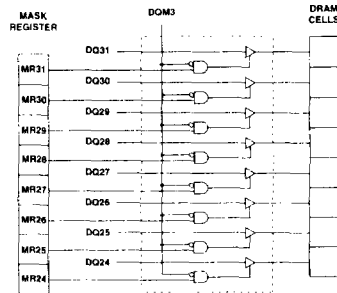 MASK
REGISTER
DQM3
DRAM
CELLS
DQ31
MR31
DQ30
MR30
DQ29
MR29
DQ28
MR28
DQ27
MR27
DQ26
MR26
DQ25
MR25
DQ24
MR24